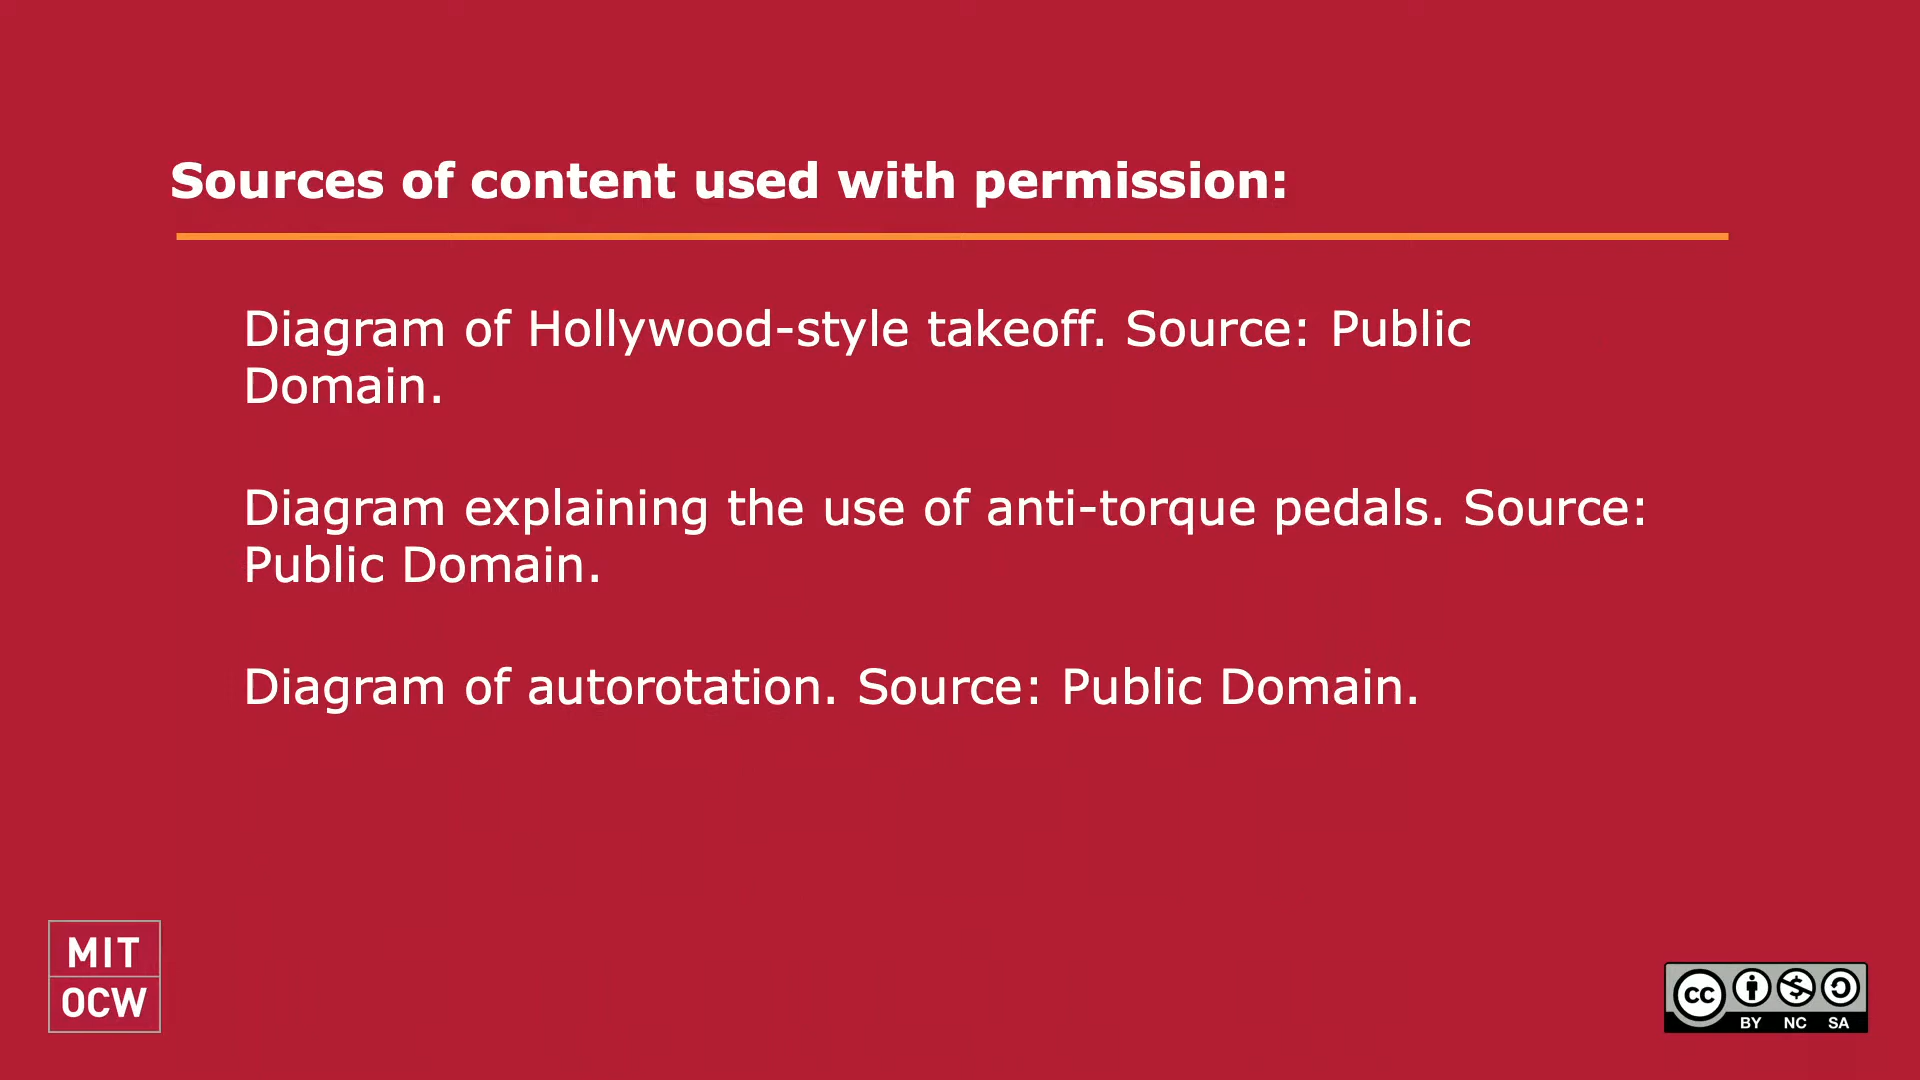 Sources of content used with permission:
Diagram of Hollywood-style takeoff. Source: Public
Domain.
Diagram explaining the use of anti-torque pedals. Source:
Public Domain.
Diagram of autorotation. Source: Public Domain.
MIT
OCW
CC
BY NC SA